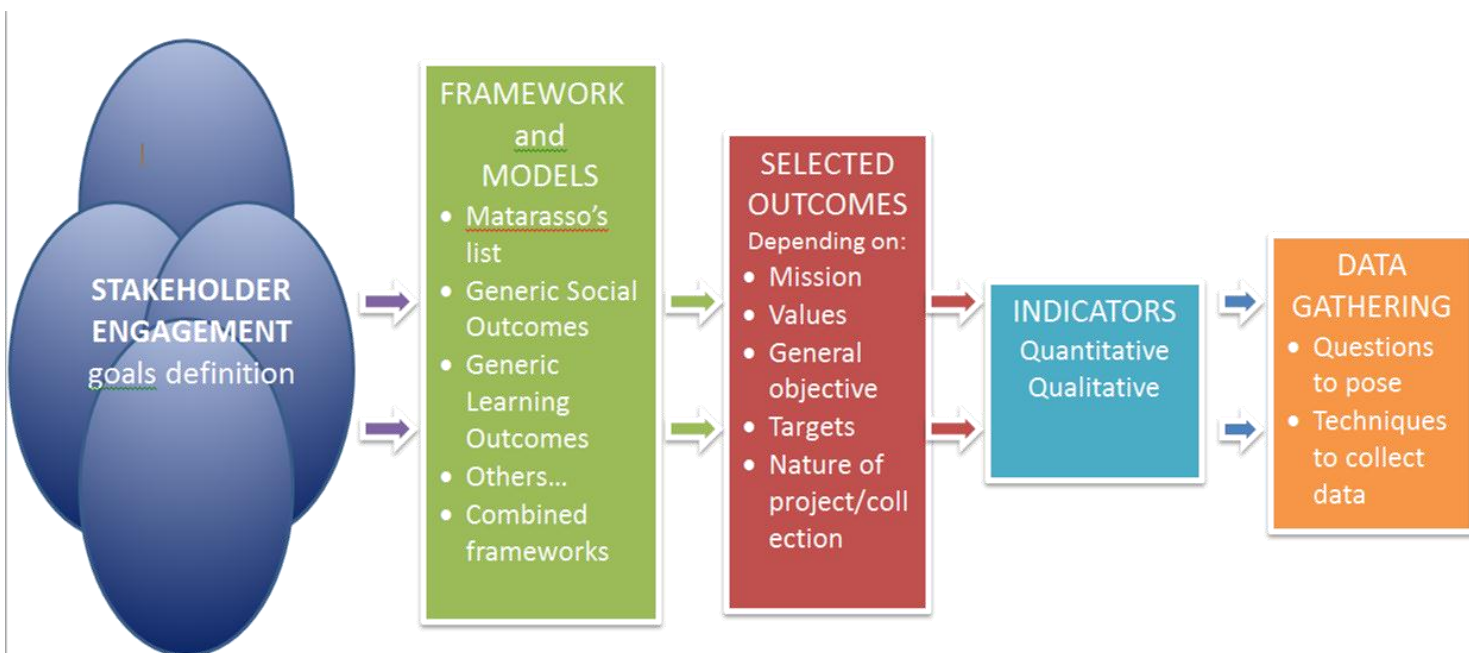 STAKEHOLDER
ENGAGEMENT
goals definition
FRAMEWORK
and
MODELS
• Matarasso's
list
• Generic Social
Outcomes
• Generic
Learning
Outcomes
• Others...
• Combined
frameworks
SELECTED
OUTCOMES
Depending on:
• Mission
• Values
• General
objective
• Targets
• Nature of
project/coll
ection
INDICATORS
Quantitative
Qualitative
DATA
GATHERING
• Questions
to pose
• Techniques
to collect
data